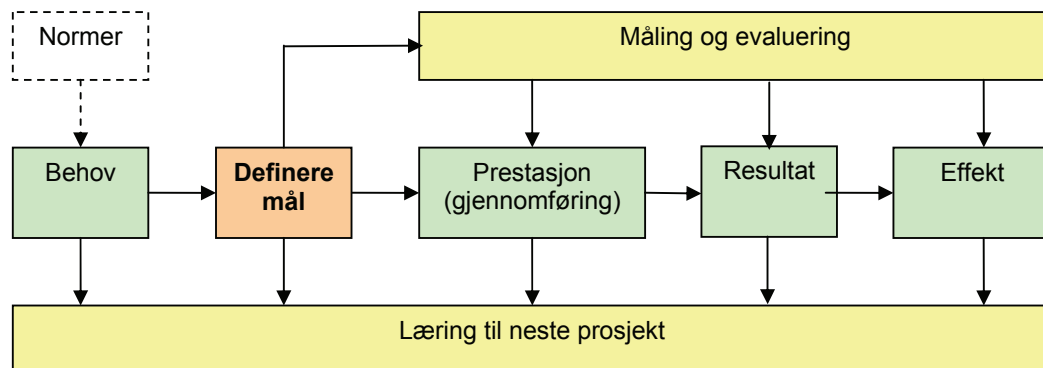 Normer
Måling og evaluering
Behov
Definere
mål
Prestasjon
(gjennomføring)
Resultat
Effekt
Læring til neste prosjekt